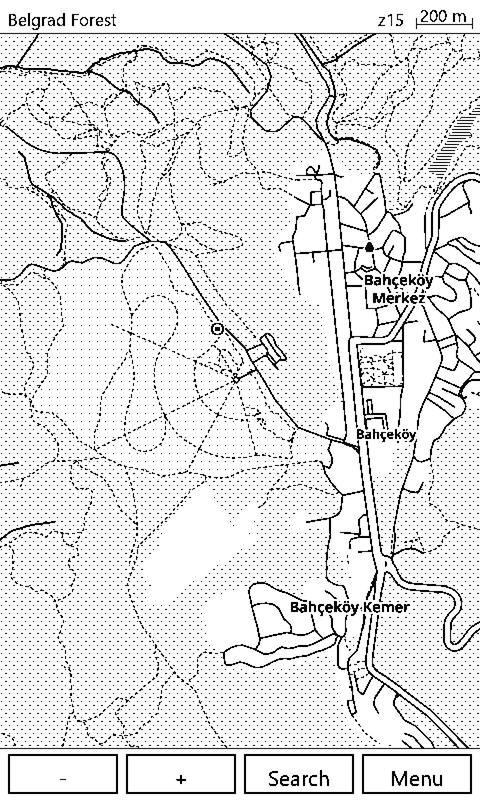 Belgrad Forest
z15
200 m
Bahçeköy
Merkez
Bahçeköy
Bahçeköy Kemer
-
+
Search
Menu